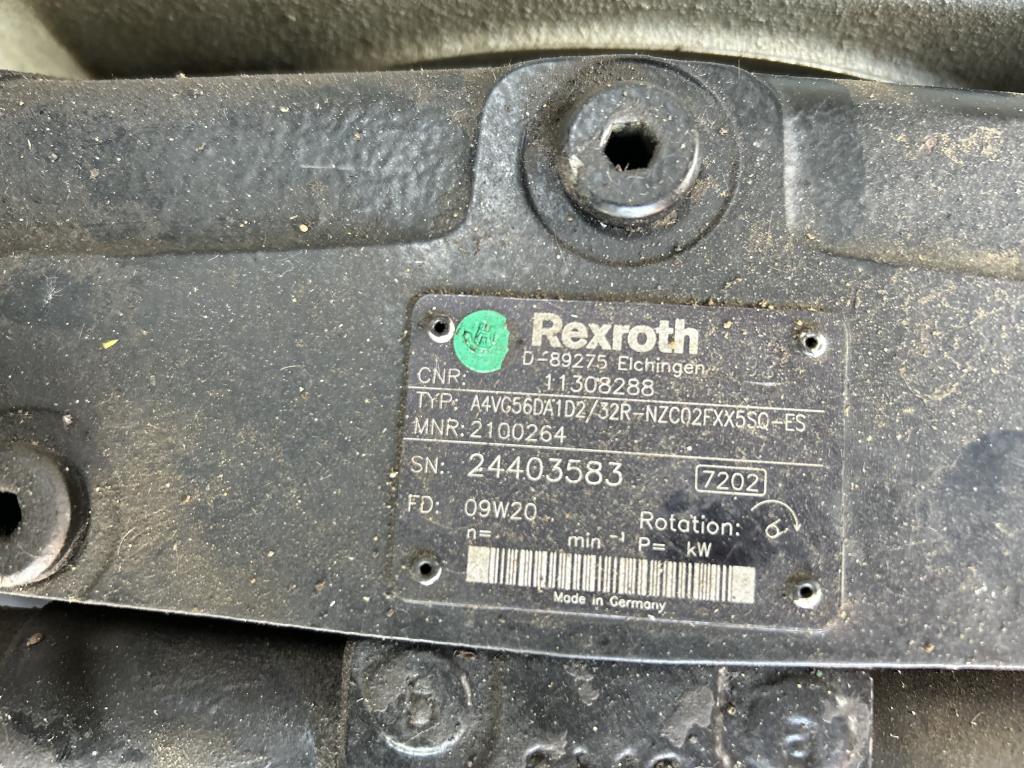 Rexroth
D-89275 Elchingen
CNR: 11308288
TYP: A4VG56DA1D2/32R-NZC02FXX5SQ-ES
MNR: 2100264
SN: 24403583 7202
FD: 09W20 Rotation:
n= min⁻¹ P= kW
Made in Germany